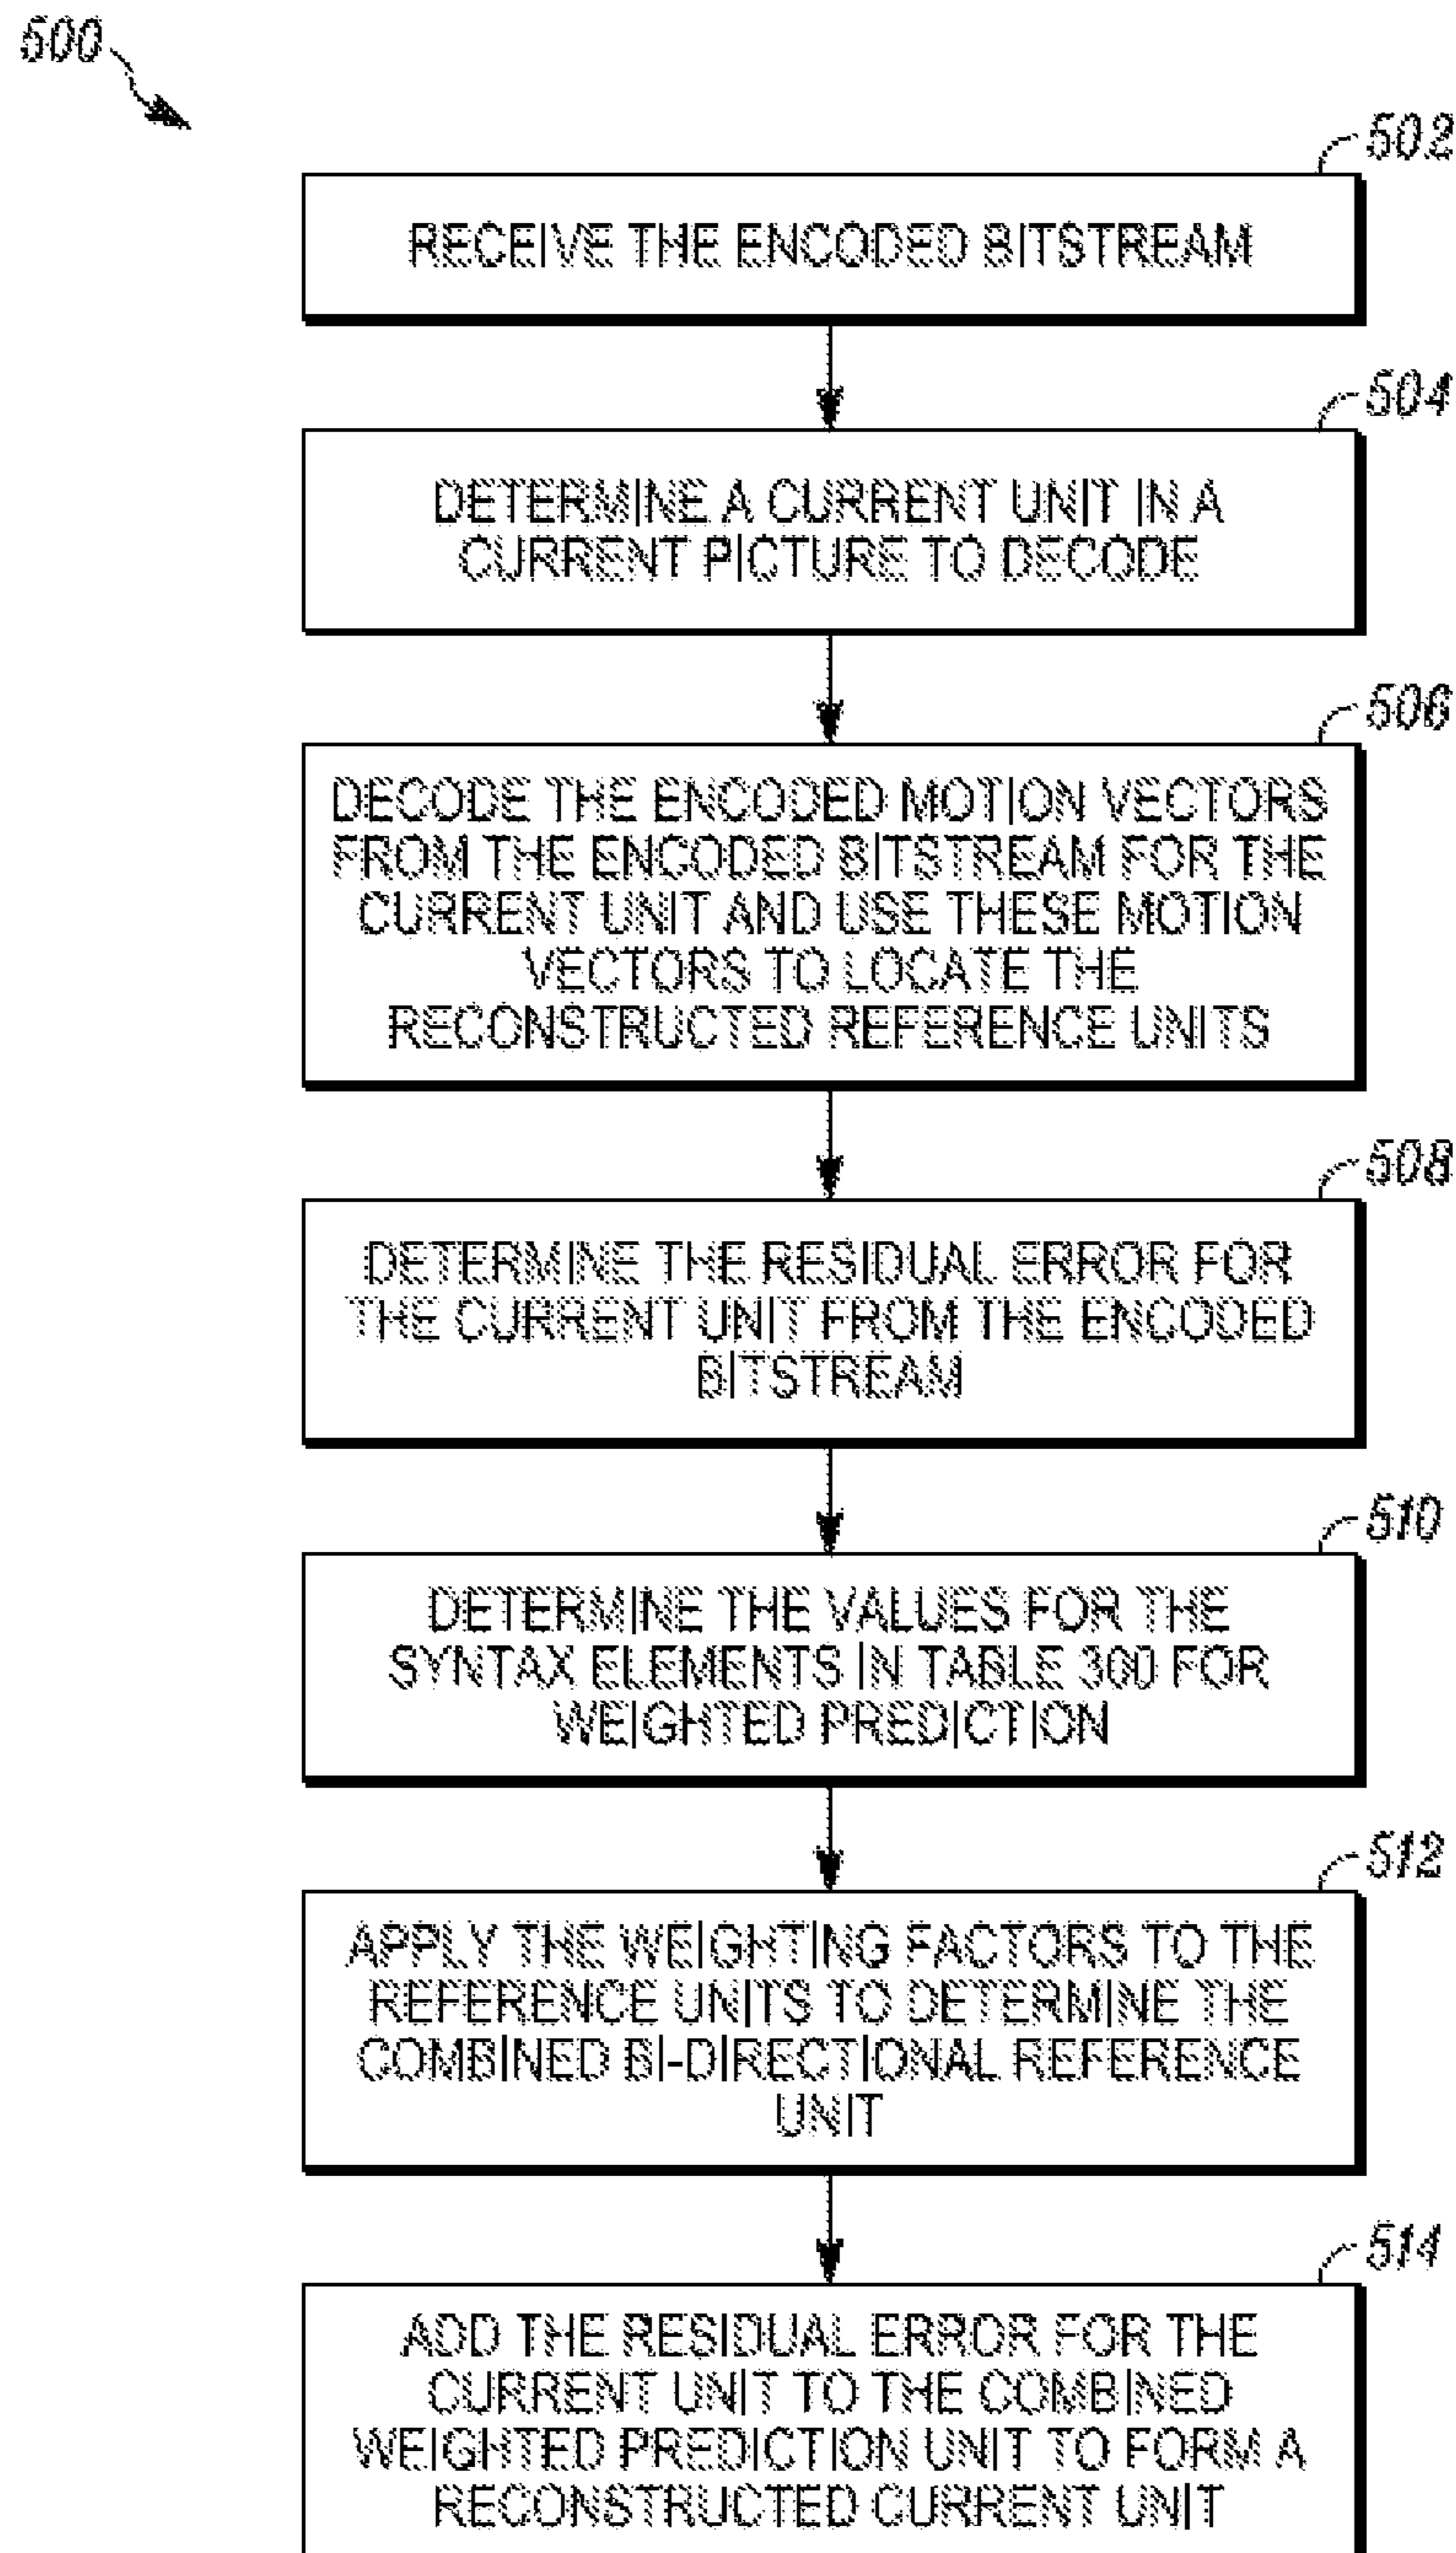 500
502
RECEIVE THE ENCODED BITSTREAM
504
DETERMINE A CURRENT UNIT IN A
CURRENT PICTURE TO DECODE
506
DECODE THE ENCODED MOTION VECTORS
FROM THE ENCODED BITSTREAM FOR THE
CURRENT UNIT AND USE THESE MOTION
VECTORS TO LOCATE THE
RECONSTRUCTED REFERENCE UNITS
508
DETERMINE THE RESIDUAL ERROR FOR
THE CURRENT UNIT FROM THE ENCODED
BITSTREAM
510
DETERMINE THE VALUES FOR THE
SYNTAX ELEMENTS IN TABLE 300 FOR
WEIGHTED PREDICTION
512
APPLY THE WEIGHTING FACTORS TO THE
REFERENCE UNITS TO DETERMINE THE
COMBINED BI-DIRECTIONAL REFERENCE
UNIT
514
ADD THE RESIDUAL ERROR FOR THE
CURRENT UNIT TO THE COMBINED
WEIGHTED PREDICTION UNIT TO FORM A
RECONSTRUCTED CURRENT UNIT